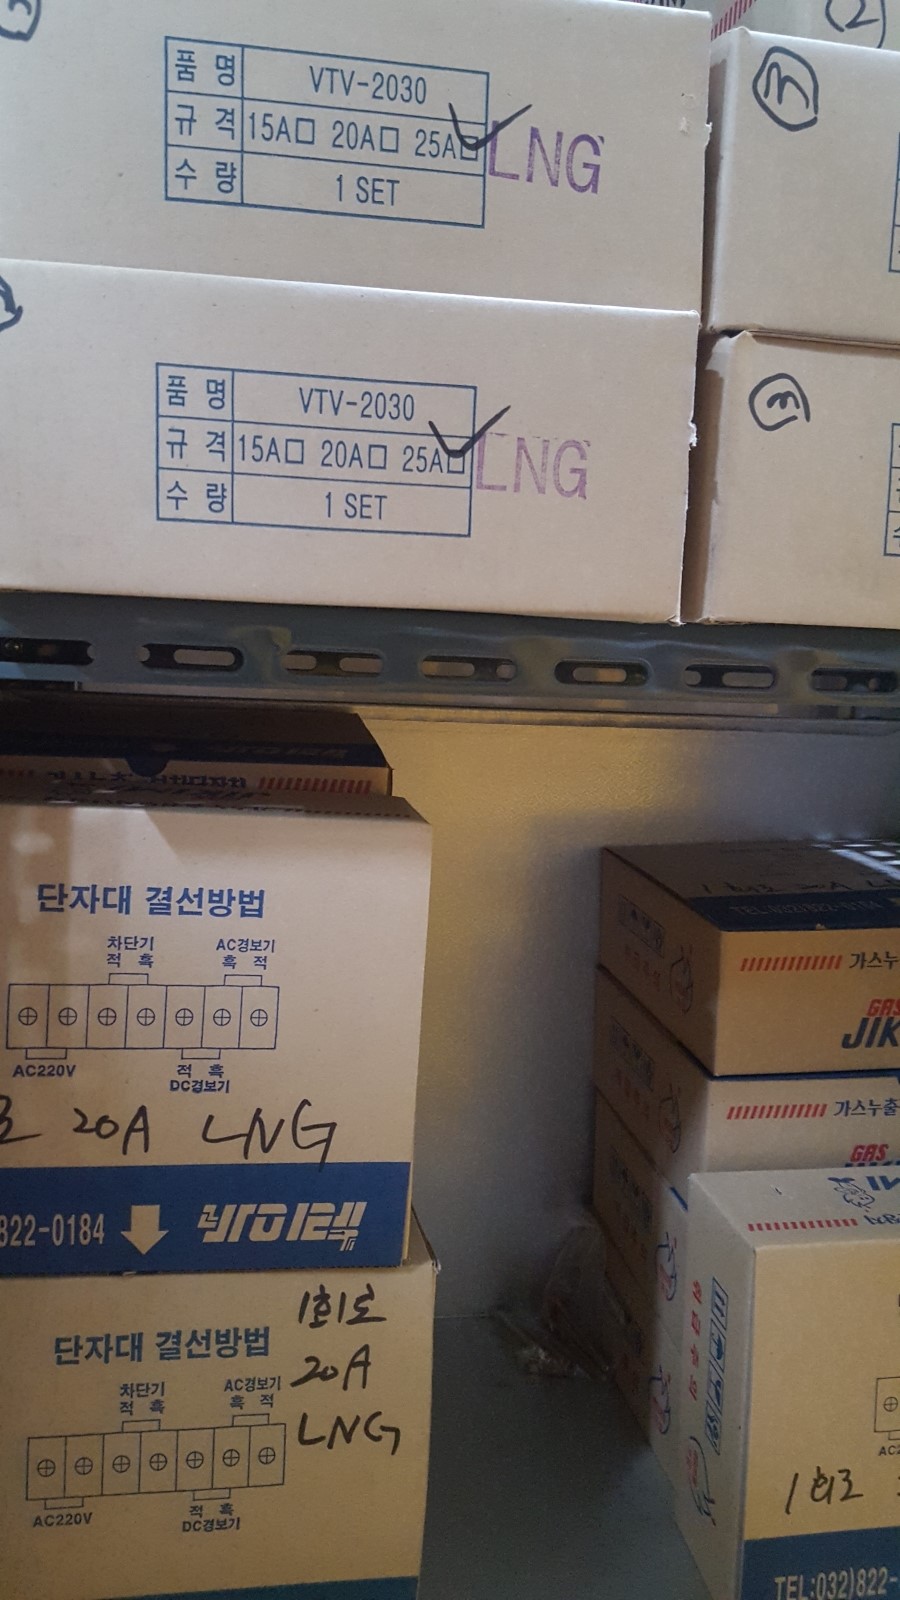 품 명 VTV-2030
규 격 15A□ 20A□ 25A□ LNG
수 량 1 SET
품 명 VTV-2030
규 격 15A□ 20A□ 25A□ LNG
수 량 1 SET
단자대 결선방법
차단기 AC경보기
적 흑 흑 적
AC220V 적 흑
DC경보기
20A LNG
822-0184 바이텍
단자대 결선방법
1회로
20A
LNG
차단기 AC경보기
적 흑 흑 적
AC220V 적 흑
DC경보기
가스누
GAS
JIK
가스누출
GAS
1회로
TEL:032)822-